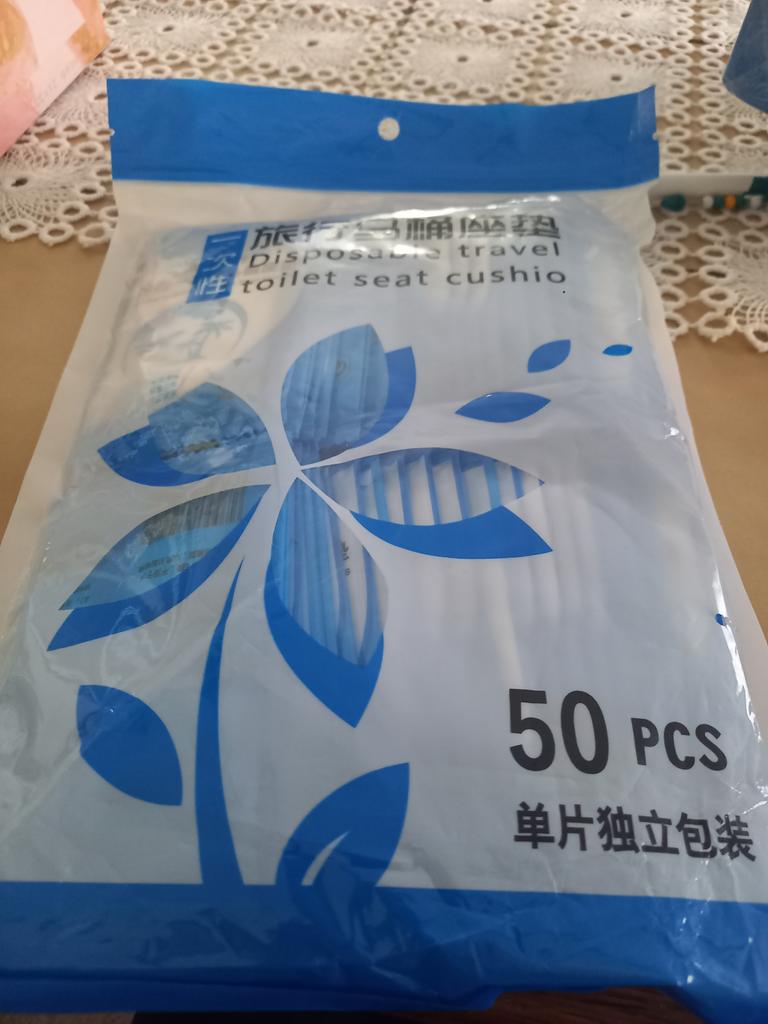 一次性
旅行马桶座垫
Disposable travel
toilet seat cushio
50 PCS
单片独立包装